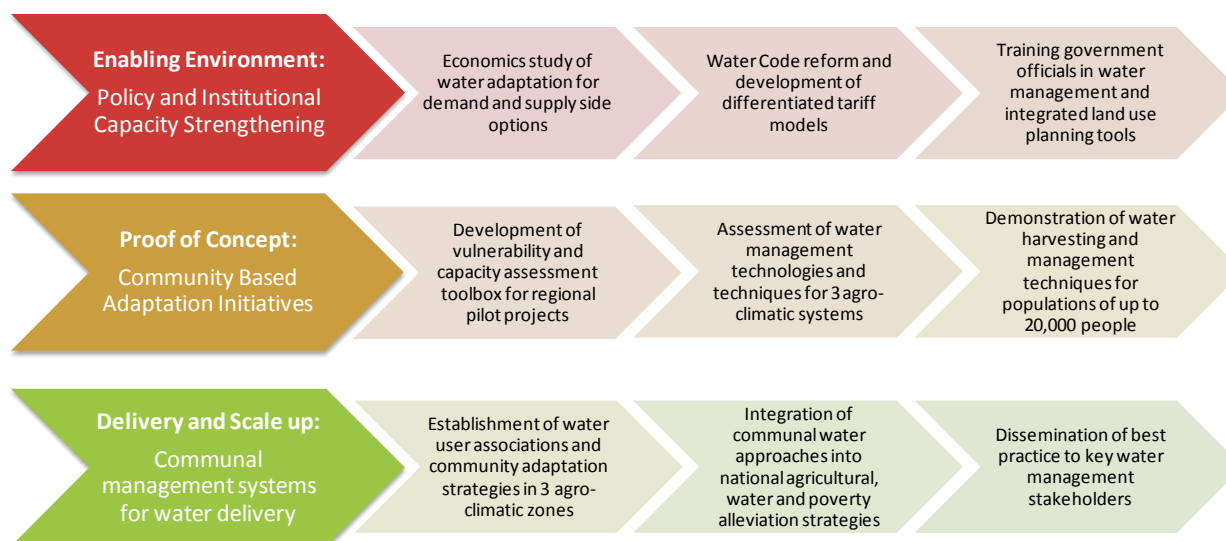 Enabling Environment:
Policy and Institutional
Capacity Strengthening
Economics study of
water adaptation for
demand and supply side
options
Water Code reform and
development of
differentiated tariff
models
Training government
officials in water
management and
integrated land use
planning tools
Proof of Concept:
Community Based
Adaptation Initiatives
Development of
vulnerability and
capacity assessment
toolbox for regional
pilot projects
Assessment of water
management
technologies and
techniques for 3 agro-
climatic systems
Demonstration of water
harvesting and
management
techniques for
populations of up to
20,000 people
Delivery and Scale up:
Communal
management systems
for water delivery
Establishment of water
user associations and
community adaptation
strategies in 3 agro-
climatic zones
Integration of
communal water
approaches into
national agricultural,
water and poverty
alleviation strategies
Dissemination of best
practice to key water
management
stakeholders